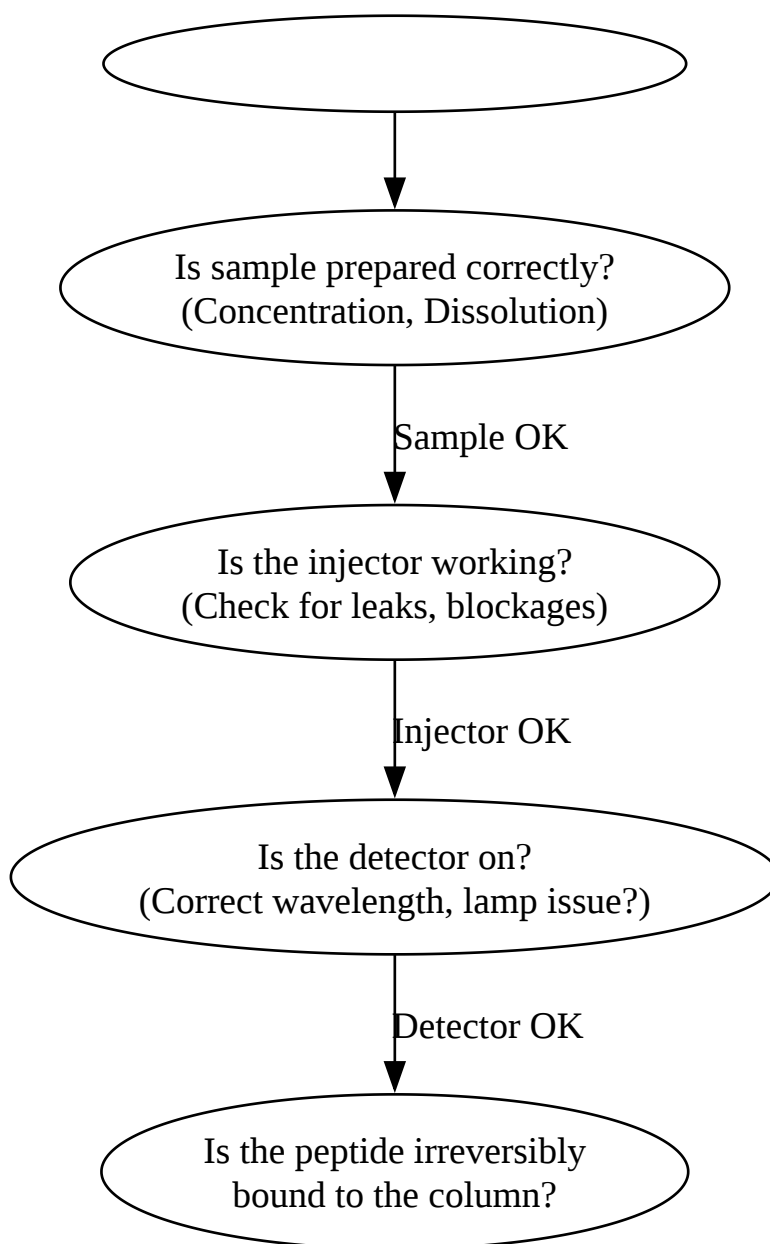 Is sample prepared correctly?
(Concentration, Dissolution)
Sample OK
Is the injector working?
(Check for leaks, blockages)
Injector OK
Is the detector on?
(Correct wavelength, lamp issue?)
Detector OK
Is the peptide irreversibly
bound to the column?